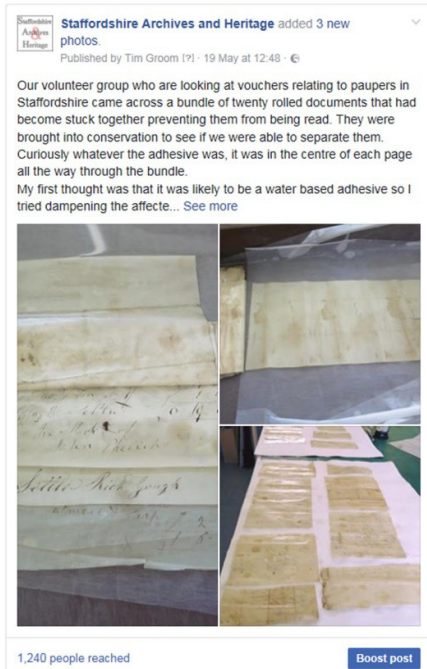 Staffordshire
Archives
&
Heritage
Staffordshire Archives and Heritage added 3 new
photos.
Published by Tim Groom [?] · 19 May at 12:48 ·
Our volunteer group who are looking at vouchers relating to paupers in
Staffordshire came across a bundle of twenty rolled documents that had
become stuck together preventing them from being read. They were
brought into conservation to see if we were able to separate them.
Curiously whatever the adhesive was, it was in the centre of each page
all the way through the bundle.
My first thought was that it was likely to be a water based adhesive so I
tried dampening the affecte... See more
Gough
1,240 people reached
Boost post